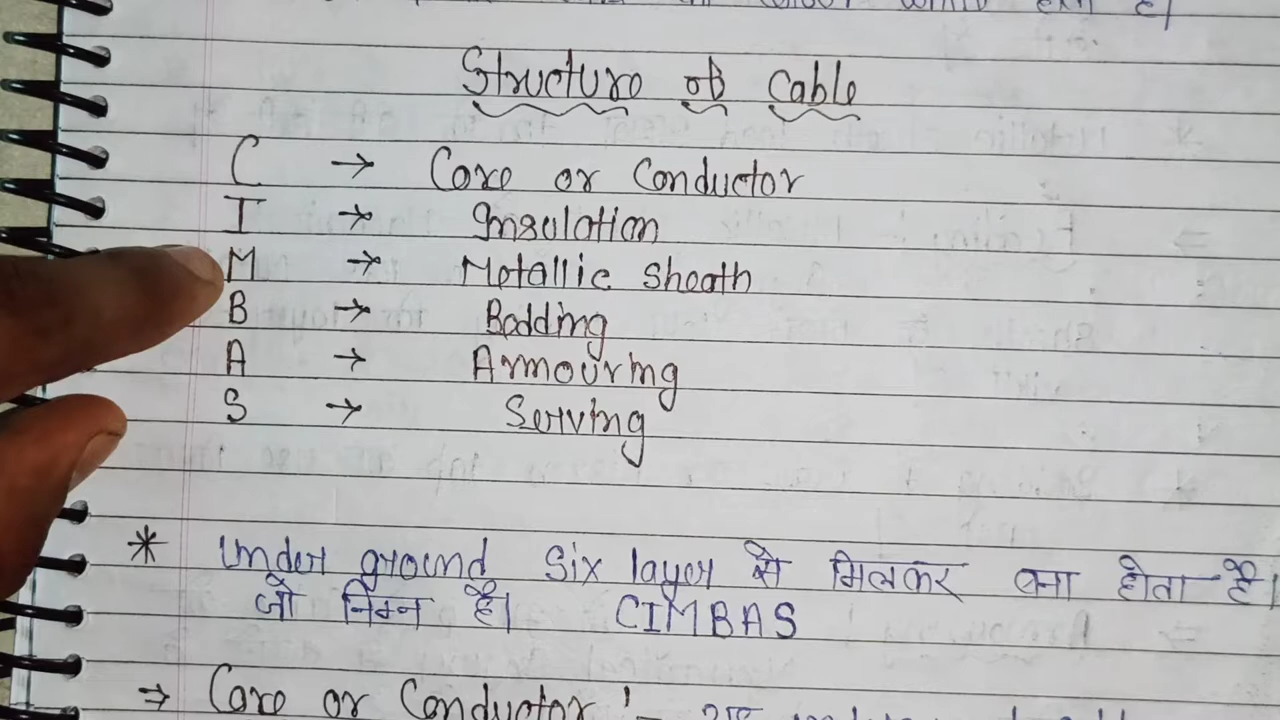 Structure of Cable
C → Core or Conductor
I → Insulation
M → Metallic Sheath
B → Bedding
A → Armouring
S → Serving
* Under ground Six layer से मिलकर बना होता है।
जो निम्न है। CIMBAS
⇒ Core or Conductor :-